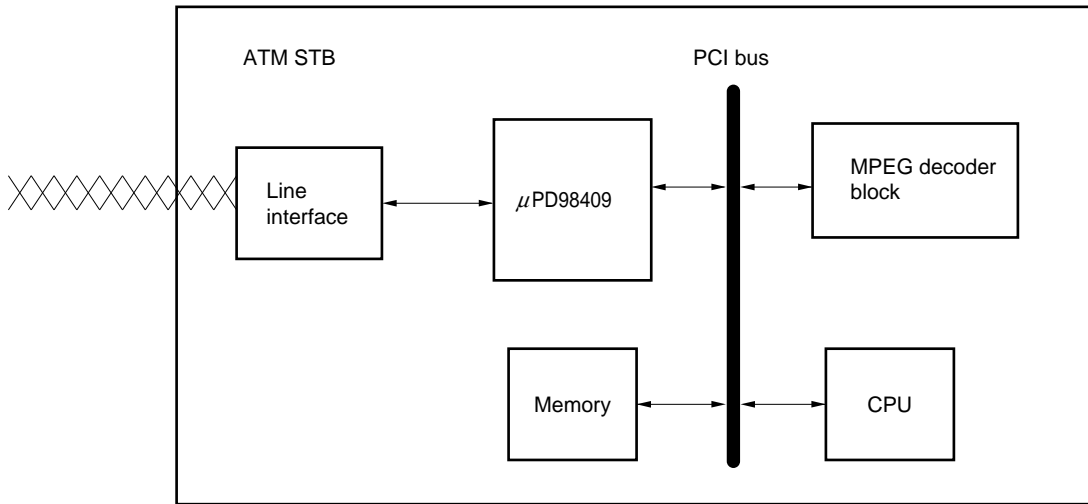 ATM STB
PCI bus
Line
interface
μPD98409
MPEG decoder
block
Memory
CPU